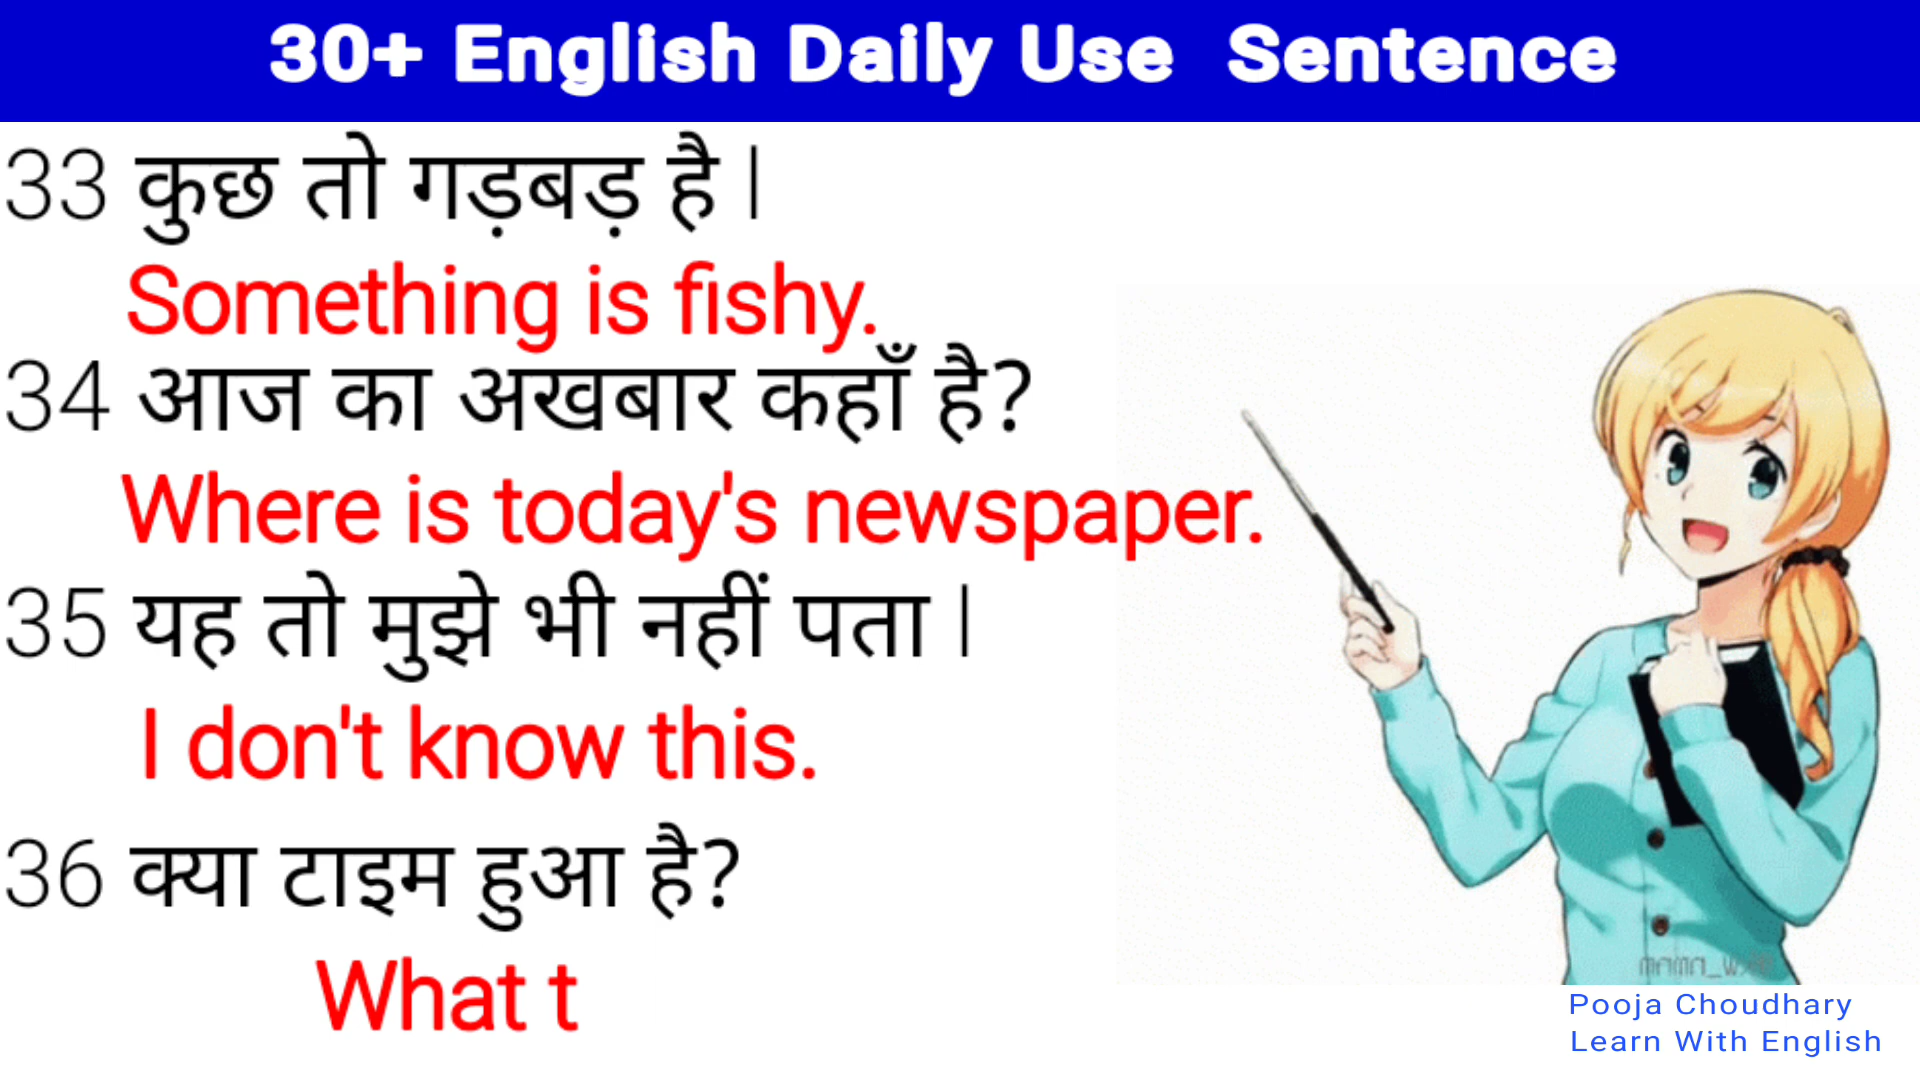 30+ English Daily Use Sentence
33 कुछ तो गड़बड़ है |
Something is fishy.
34 आज का अखबार कहाँ है?
Where is today's newspaper.
35 यह तो मुझे भी नहीं पता |
I don't know this.
36 क्या टाइम हुआ है?
What t
Pooja Choudhary
Learn With English